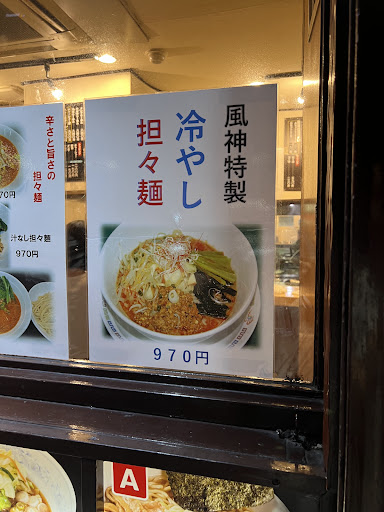 風神特製
冷やし
担々麺
970円
辛さと旨さの
担々麺
70円
汁なし担々麺
970円
A